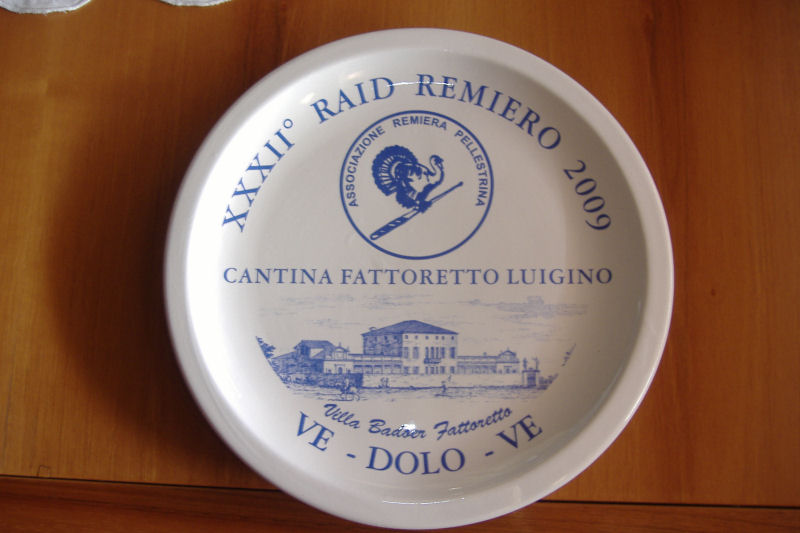 XXXII° RAID REMIERO 2009
ASSOCIAZIONE REMIERA PELLESTRINA
CANTINA FATTORETTO LUIGINO
Villa Badoer Fattoretto
VE - DOLO - VE